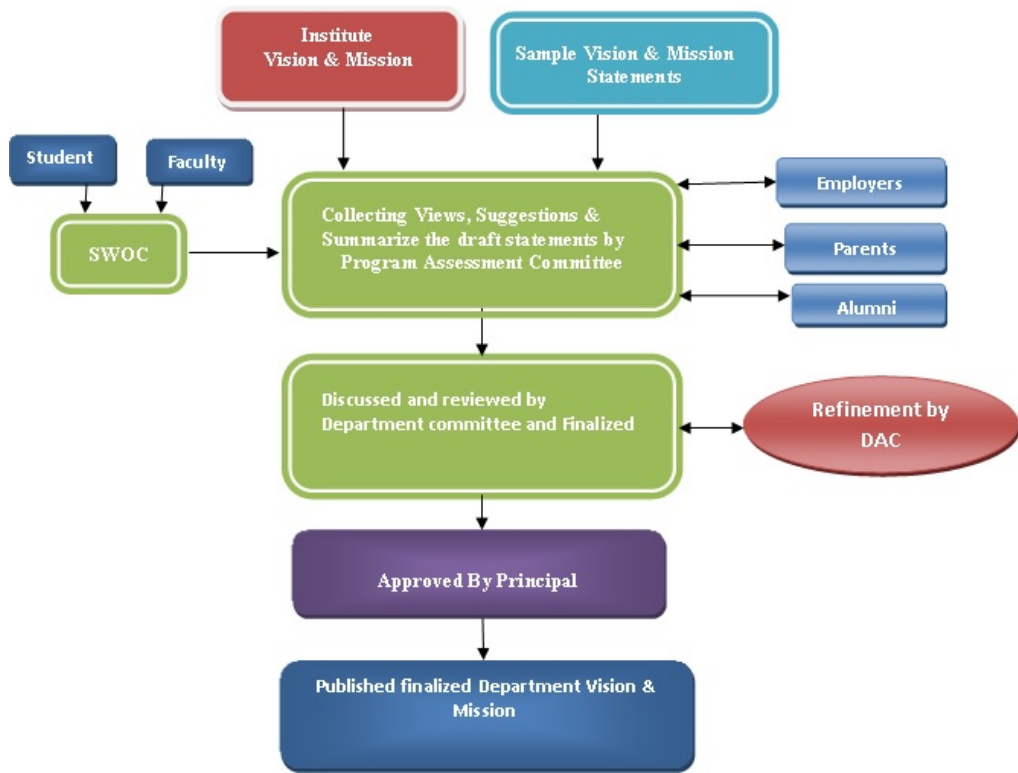 Institute
Vision & Mission
Sample Vision & Mission
Statements
Student
Faculty
SWOC
Collecting Views, Suggestions &
Summarize the draft statements by
Program Assessment Committee
Employers
Parents
Alumni
Discussed and reviewed by
Department committee and Finalized
Refinement by
DAC
Approved By Principal
Published finalized Department Vision &
Mission